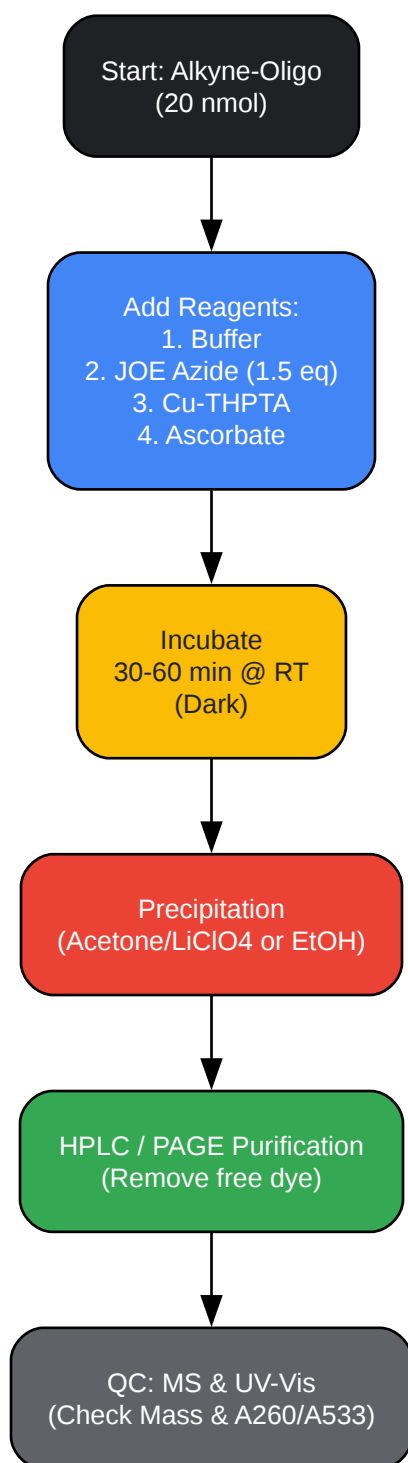 Start: Alkyne-Oligo
(20 nmol)
Add Reagents:
1. Buffer
2. JOE Azide (1.5 eq)
3. Cu-THPTA
4. Ascorbate
Incubate
30-60 min @ RT
(Dark)
Precipitation
(Acetone/LiClO4 or EtOH)
HPLC / PAGE Purification
(Remove free dye)
QC: MS & UV-Vis
(Check Mass & A260/A533)